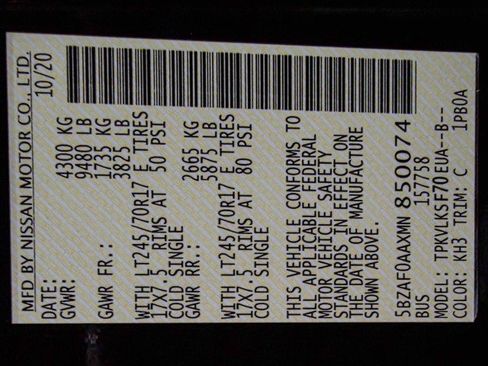 MFD BY NISSAN MOTOR CO., LTD.
DATE: 10/20
GVWR: 4300 KG
9480 LB
GAWR FR.: 1735 KG
3825 LB
WITH LT245/70R17 E TIRES
17X7.5 RIMS AT 50 PSI
COLD SINGLE
GAWR RR.: 2665 KG
5875 LB
WITH LT245/70R17 E TIRES
17X7.5 RIMS AT 80 PSI
COLD SINGLE
THIS VEHICLE CONFORMS TO
ALL APPLICABLE FEDERAL
MOTOR VEHICLE SAFETY
STANDARDS IN EFFECT ON
THE DATE OF MANUFACTURE
SHOWN ABOVE.
5BZAF0AAXMN 850074
BUS 157758
MODEL: TPKVLKSF70EUA--B--
COLOR: KH3 TRIM: C 1PB0A